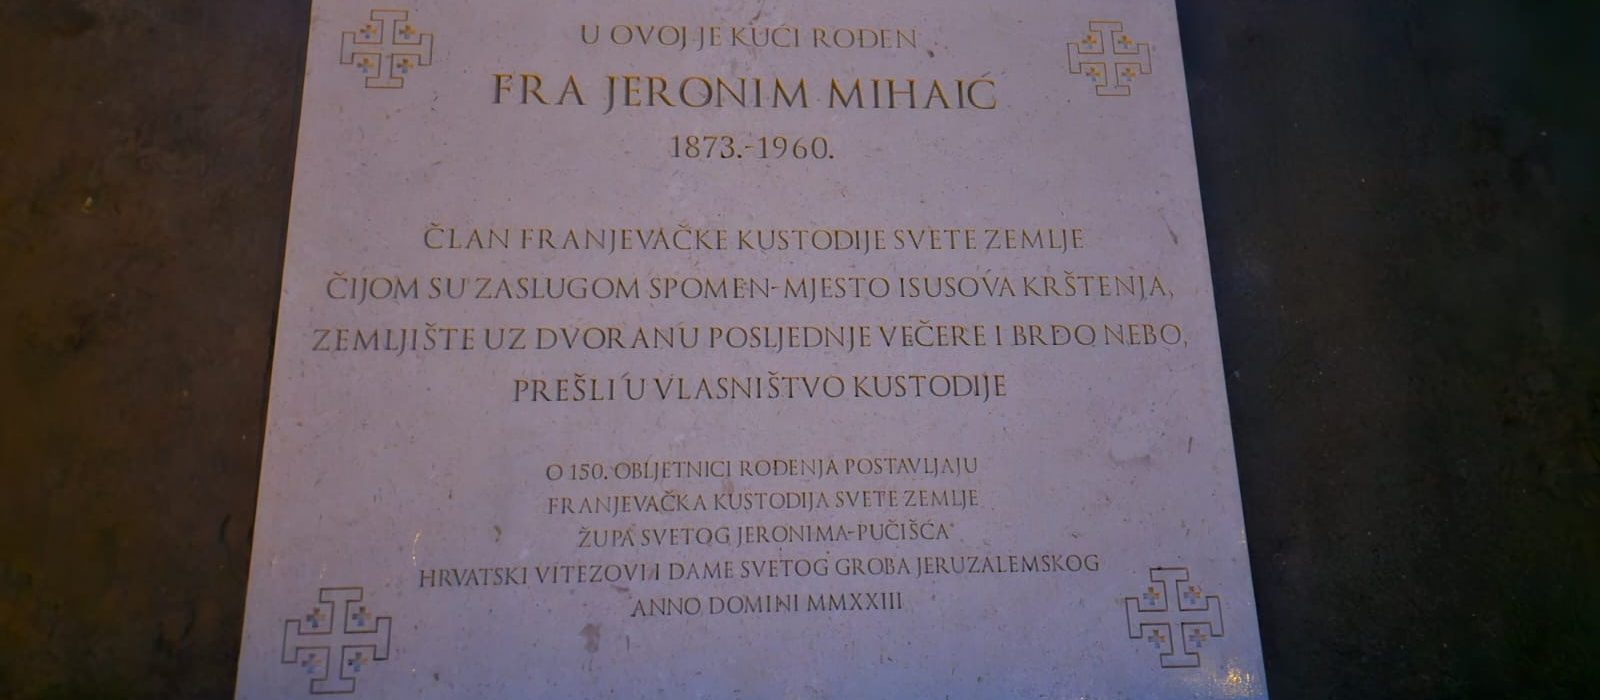 U OVOJ JE KUĆI ROĐEN
FRA JERONIM MIHAIĆ
1873.-1960.
ČLAN FRANJEVAČKE KUSTODIJE SVETE ZEMLJE
ČIJOM SU ZASLUGOM SPOMEN-MJESTO ISUSOVA KRŠTENJA,
ZEMLJIŠTE UZ DVORANU POSLJEDNJE VEČERE I BRDO NEBO,
PREŠLI U VLASNIŠTVO KUSTODIJE
O 150. OBLJETNICI ROĐENJA POSTAVLJAJU
FRANJEVAČKA KUSTODIJA SVETE ZEMLJE
ŽUPA SVETOG JERONIMA-PUČIŠĆA
HRVATSKI VITEZOVI I DAME SVETOG GROBA JERUZALEMSKOG
ANNO DOMINI MMXXIII